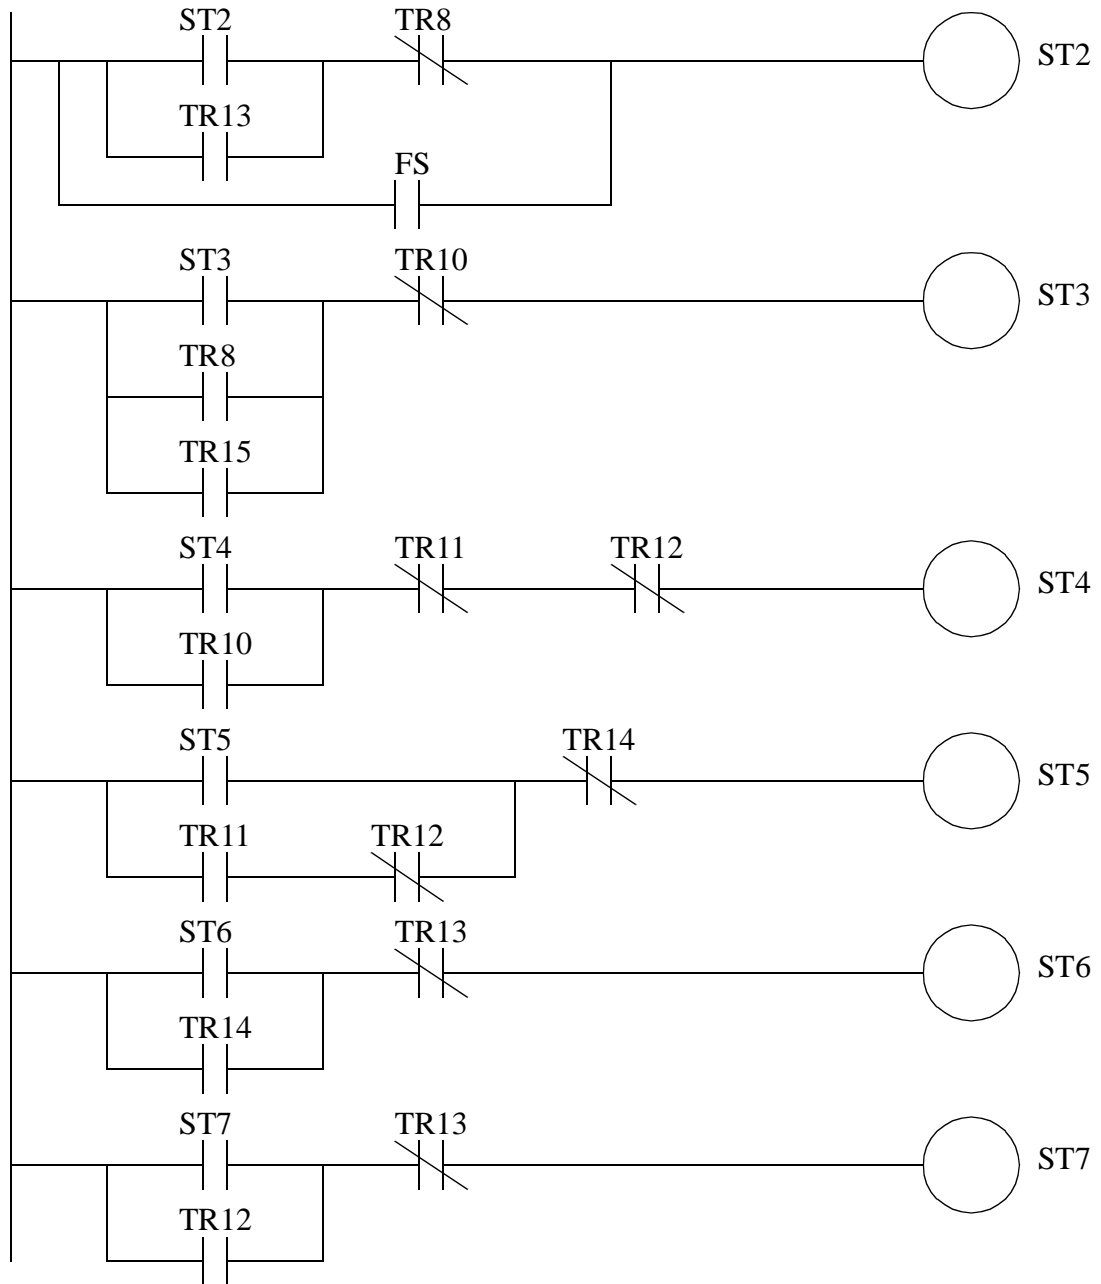 ST2 TR8 ST2
TR13
FS
ST3 TR10 ST3
TR8
TR15
ST4 TR11 TR12 ST4
TR10
ST5 TR14 ST5
TR11 TR12
ST6 TR13 ST6
TR14
ST7 TR13 ST7
TR12